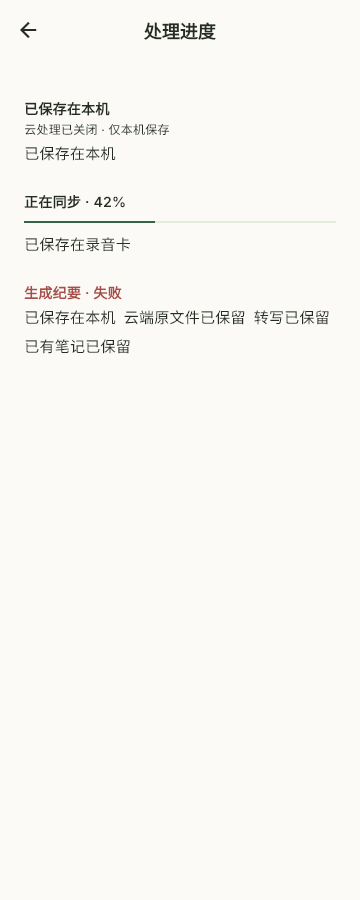 处理进度
已保存在本机
云处理已关闭 · 仅本机保存
已保存在本机
正在同步 · 42%
已保存在录音卡
生成纪要 · 失败
已保存在本机 云端原文件已保留 转写已保留
已有笔记已保留